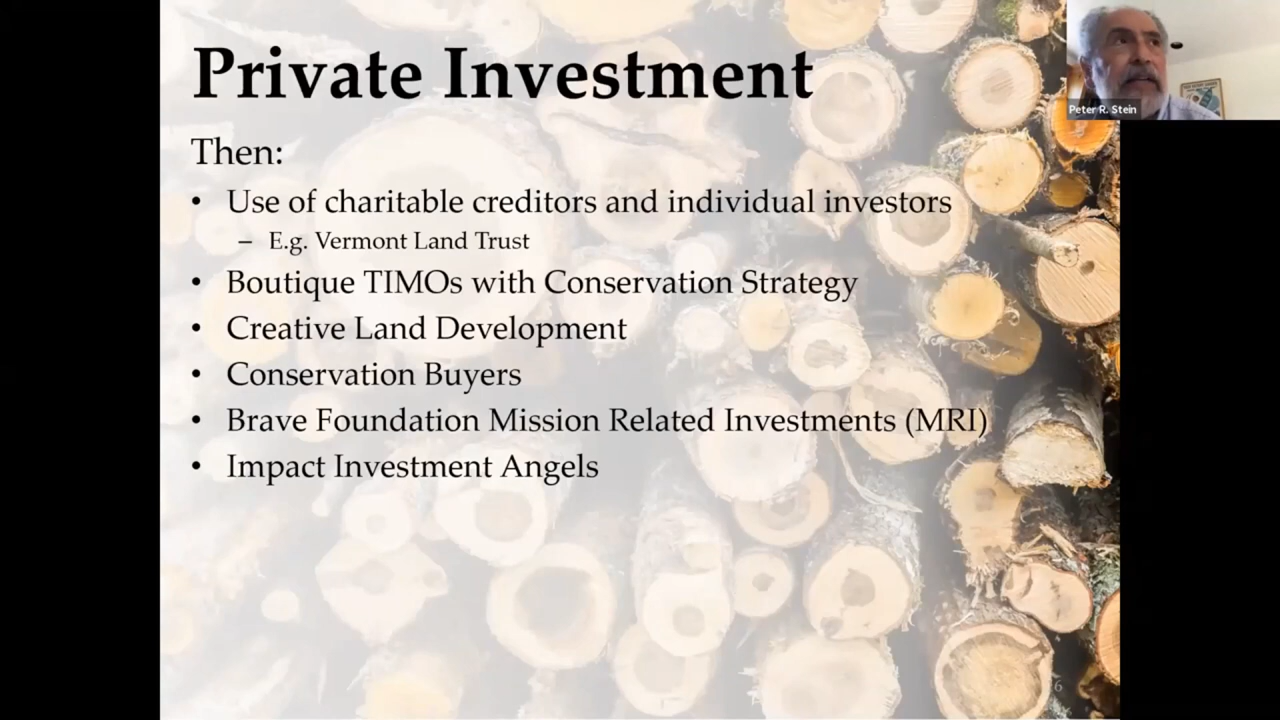 Private Investment
Peter R. Stein
Then:
• Use of charitable creditors and individual investors
– E.g. Vermont Land Trust
• Boutique TIMOs with Conservation Strategy
• Creative Land Development
• Conservation Buyers
• Brave Foundation Mission Related Investments (MRI)
• Impact Investment Angels
6